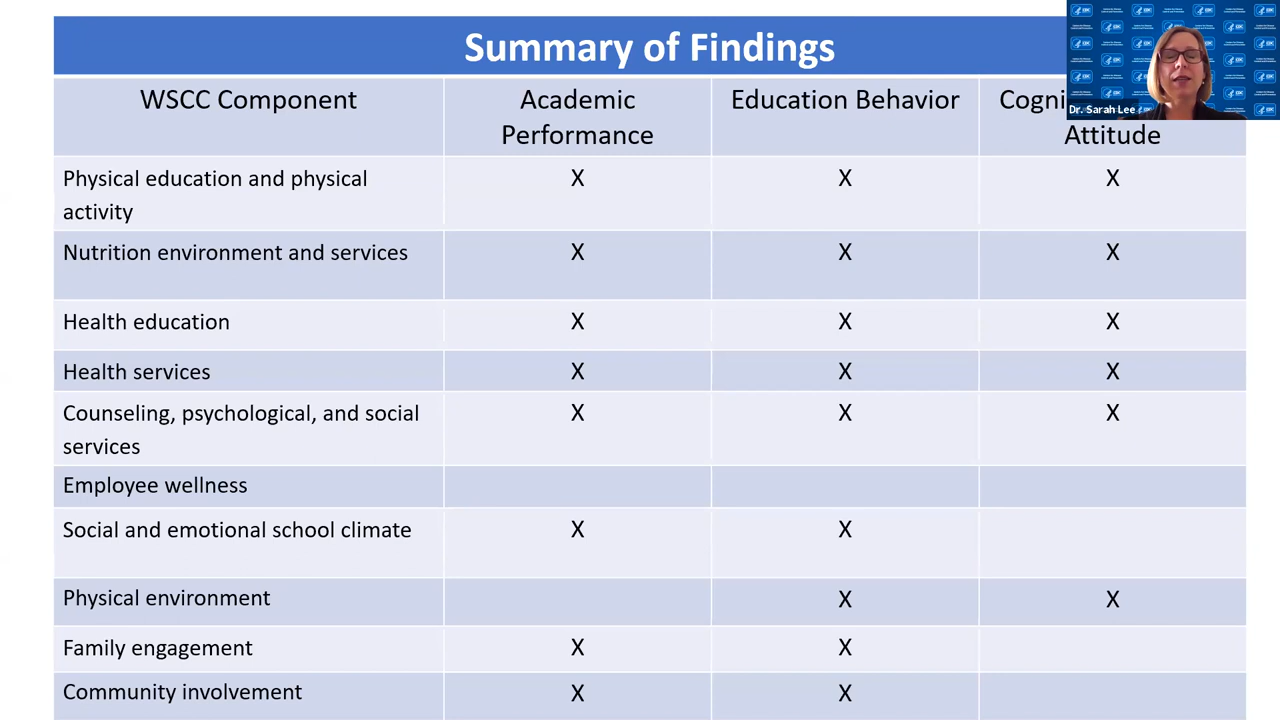 Summary of Findings
WSCC Component Academic Performance Education Behavior Attitude
Physical education and physical activity X X X
Nutrition environment and services X X X
Health education X X X
Health services X X X
Counseling, psychological, and social services X X X
Employee wellness
Social and emotional school climate X X
Physical environment X X
Family engagement X X
Community involvement X X
Dr. Sarah Lee
CDC